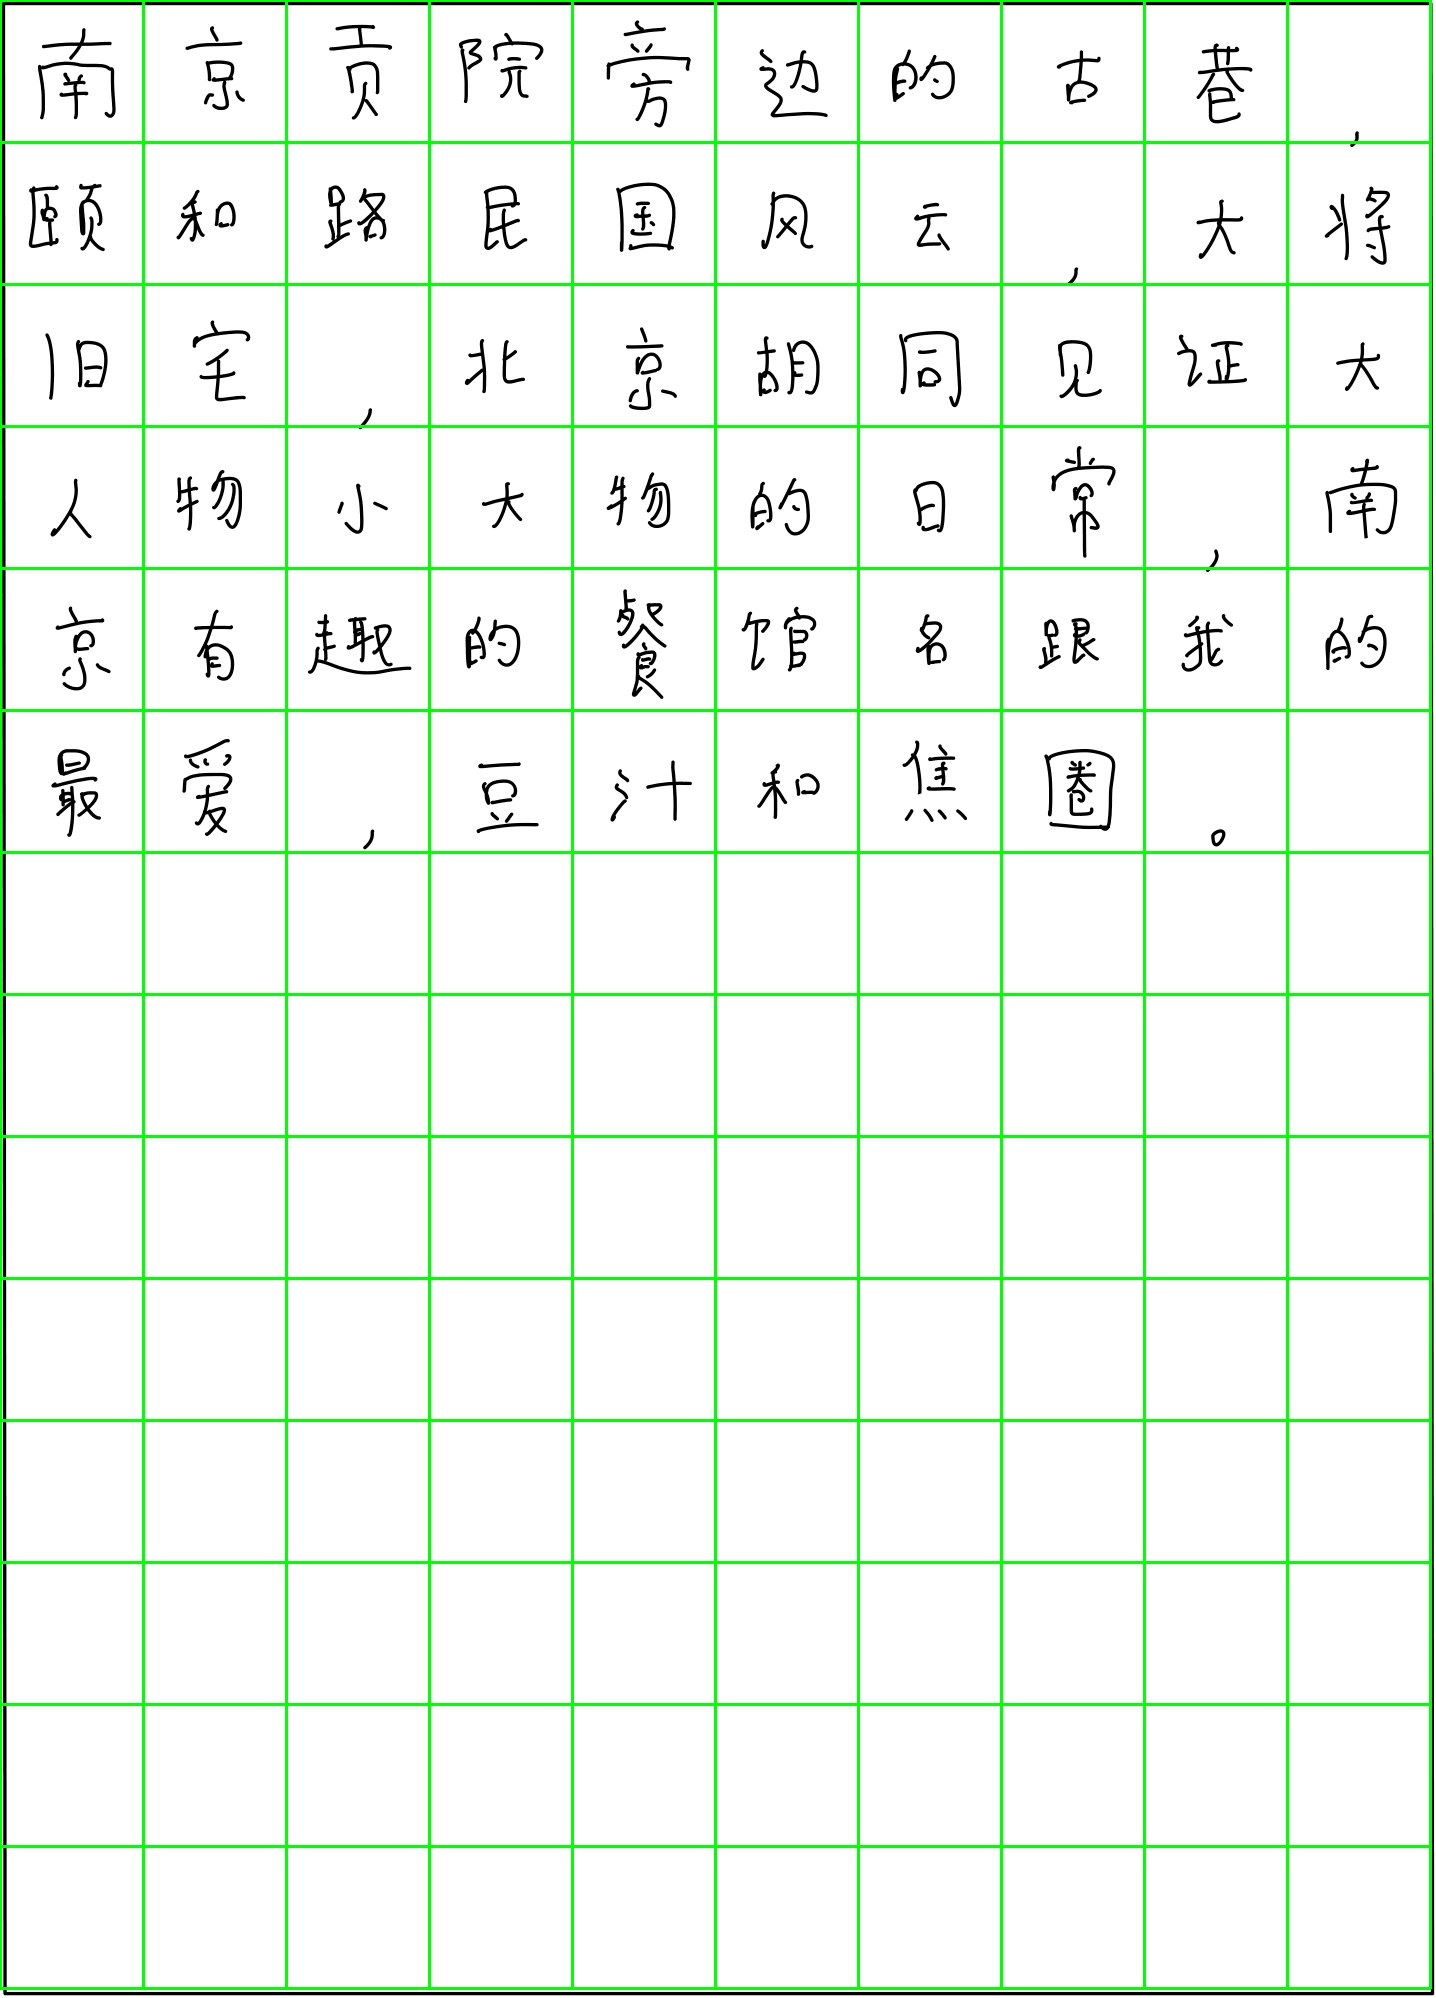 南京贡院旁边的古巷,
颐和路民国风云,大将
旧宅,北京胡同见证大
人物小大物的日常,南
京有趣的餐馆名跟我的
最爱,豆汁和焦圈。